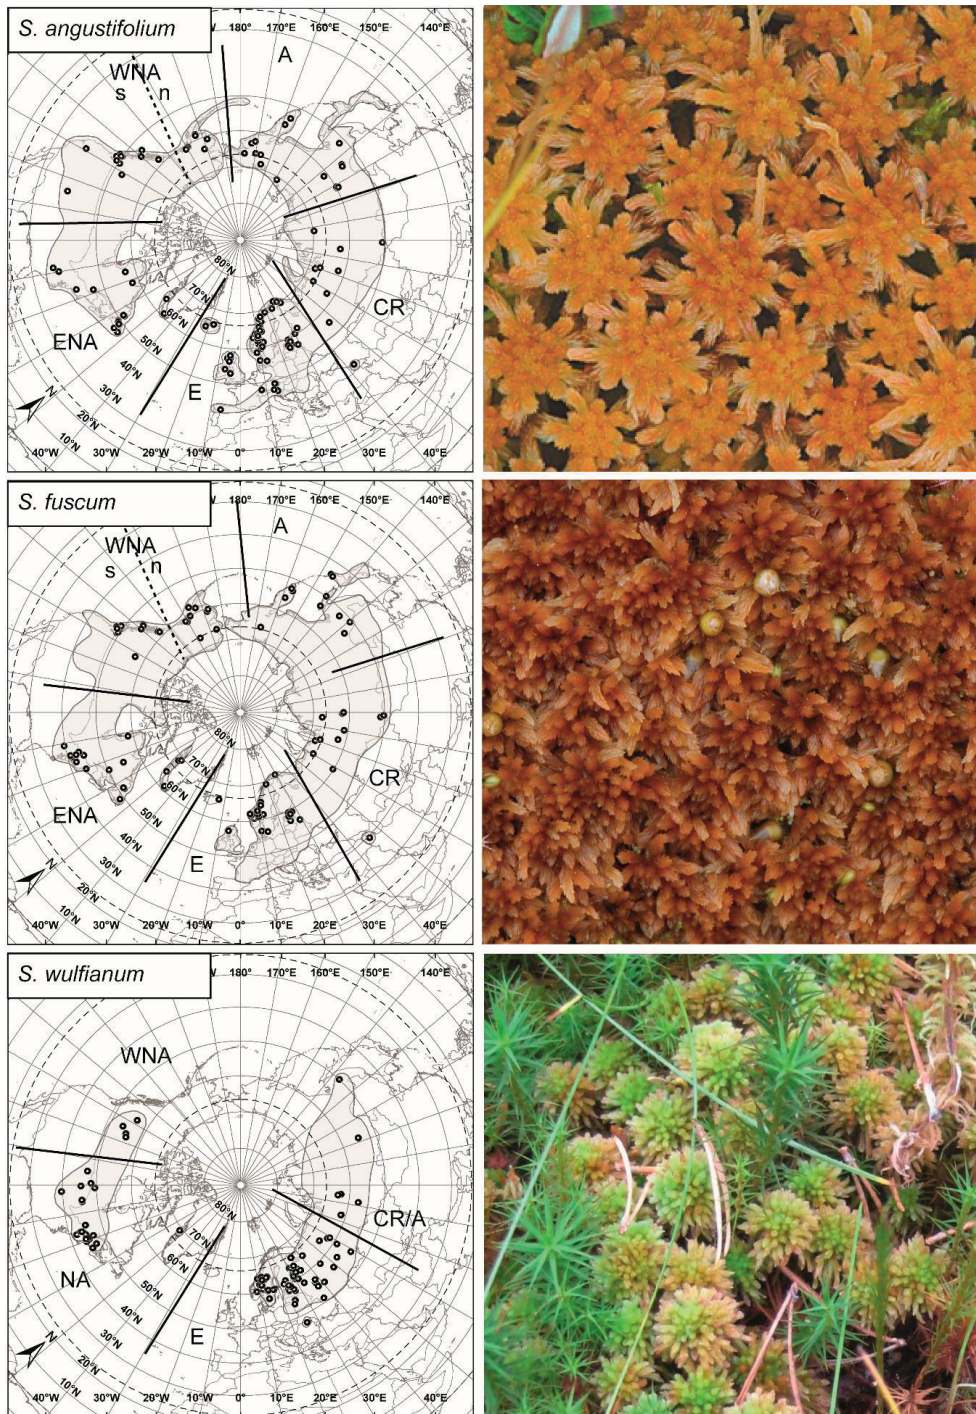 S. angustifolium
180° 170°E 160°E 150°E 140°E
A
WNA
s n
80°N
70°N
60°N
CR
ENA
50°N
40°N
30°N
E
N
20°N
10°N
40°W 30°W 20°W 10°W 0° 10°E 20°E 30°E 40°E
S. fuscum
180° 170°E 160°E 150°E 140°E
A
WNA
s n
80°N
70°N
60°N
CR
ENA
50°N
40°N
30°N
E
N
20°N
10°N
40°W 30°W 20°W 10°W 0° 10°E 20°E 30°E 40°E
S. wulfianum
180° 170°E 160°E 150°E 140°E
WNA
80°N
70°N
CR/A
60°N
NA
50°N
40°N
30°N
E
N
20°N
10°N
40°W 30°W 20°W 10°W 0° 10°E 20°E 30°E 40°E